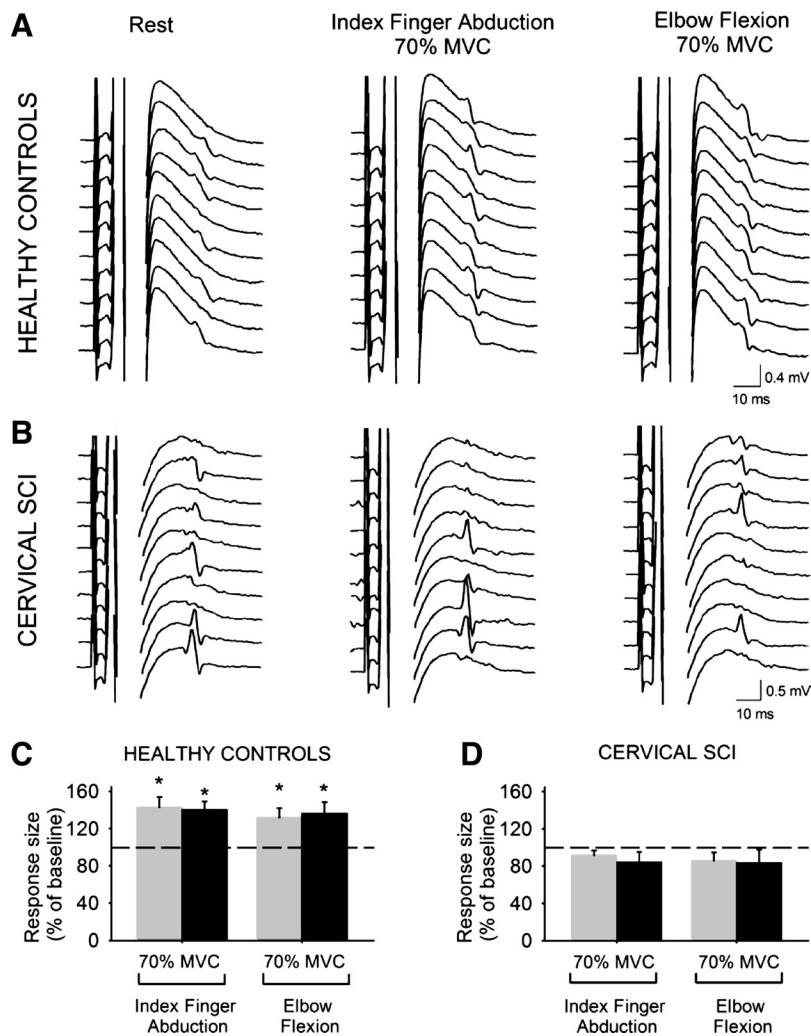 A
Rest
Index Finger Abduction
70% MVC
Elbow Flexion
70% MVC
HEALTHY CONTROLS
0.4 mV
10 ms
B
CERVICAL SCI
0.5 mV
10 ms
C
HEALTHY CONTROLS
Response size
(% of baseline)
160
120
80
40
0
* * * *
70% MVC 70% MVC
Index Finger
Abduction
Elbow
Flexion
D
CERVICAL SCI
Response size
(% of baseline)
160
120
80
40
0
70% MVC 70% MVC
Index Finger
Abduction
Elbow
Flexion